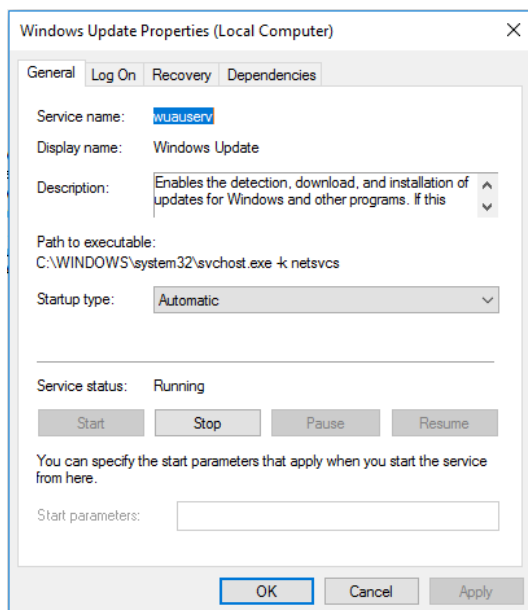 Windows Update Properties (Local Computer)
General Log On Recovery Dependencies
Service name: wuauserv
Display name: Windows Update
Description: Enables the detection, download, and installation of
updates for Windows and other programs. If this
Path to executable:
C:\WINDOWS\system32\svchost.exe -k netsvcs
Startup type: Automatic
Service status: Running
Start Stop Pause Resume
You can specify the start parameters that apply when you start the service
from here.
Start parameters:
OK Cancel Apply